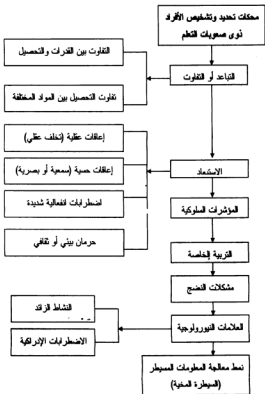 محكات تحديد وتشخيص الأفراد
ذوى صعوبات التعلم
التباعد أو التفاوت
التفاوت بين القدرات والتحصيل
تفاوت التحصيل بين المواد المختلفة
الاستبعاد
إعاقات عقلية (تخلف عقلي)
إعاقات حسية (سمعية أو بصرية)
اضطرابات انفعالية شديدة
حرمان بيئي أو ثقافي
المؤشرات السلوكية
التربية الخاصة
مشكلات النضج
العلامات النيورولوجية
النشاط الزائد
الاضطرابات الإدراكية
نمط معالجة المعلومات المسيطر
(السيطرة المخية)